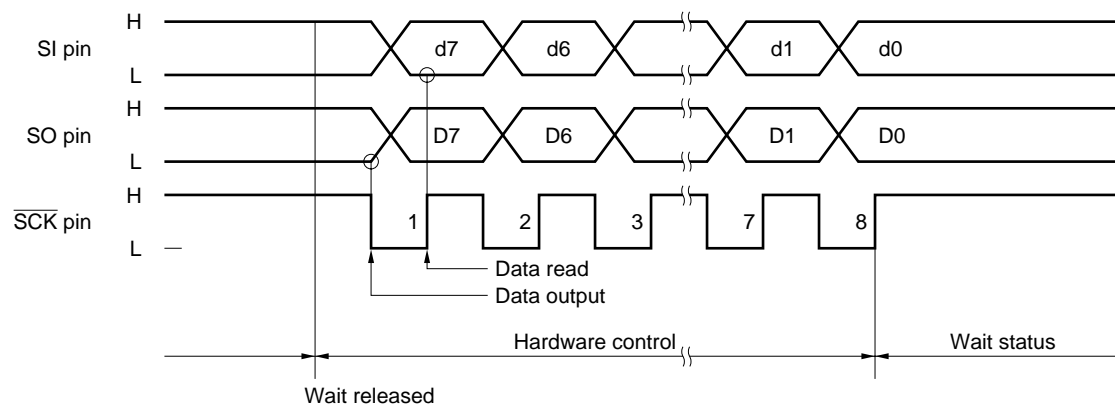 H
SI pin d7 d6 d1 d0
L
H
SO pin D7 D6 D1 D0
L
H
SCK pin 1 2 3 7 8
L
Data read
Data output
Hardware control Wait status
Wait released